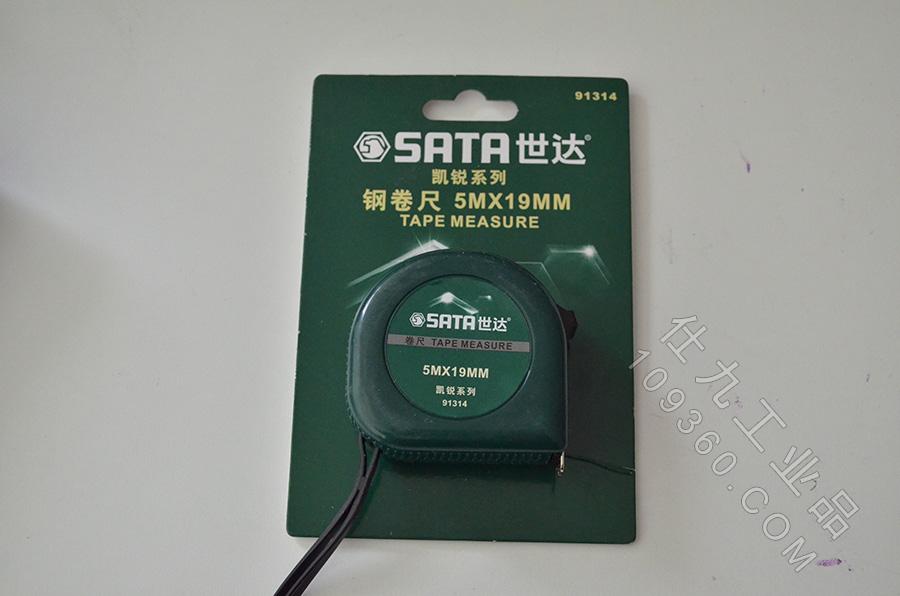 91314
SATA世达®
凯锐系列
钢卷尺 5MX19MM
TAPE MEASURE
SATA世达®
卷尺 TAPE MEASURE
5MX19MM
凯锐系列
91314
仕九工业品
109360.COM